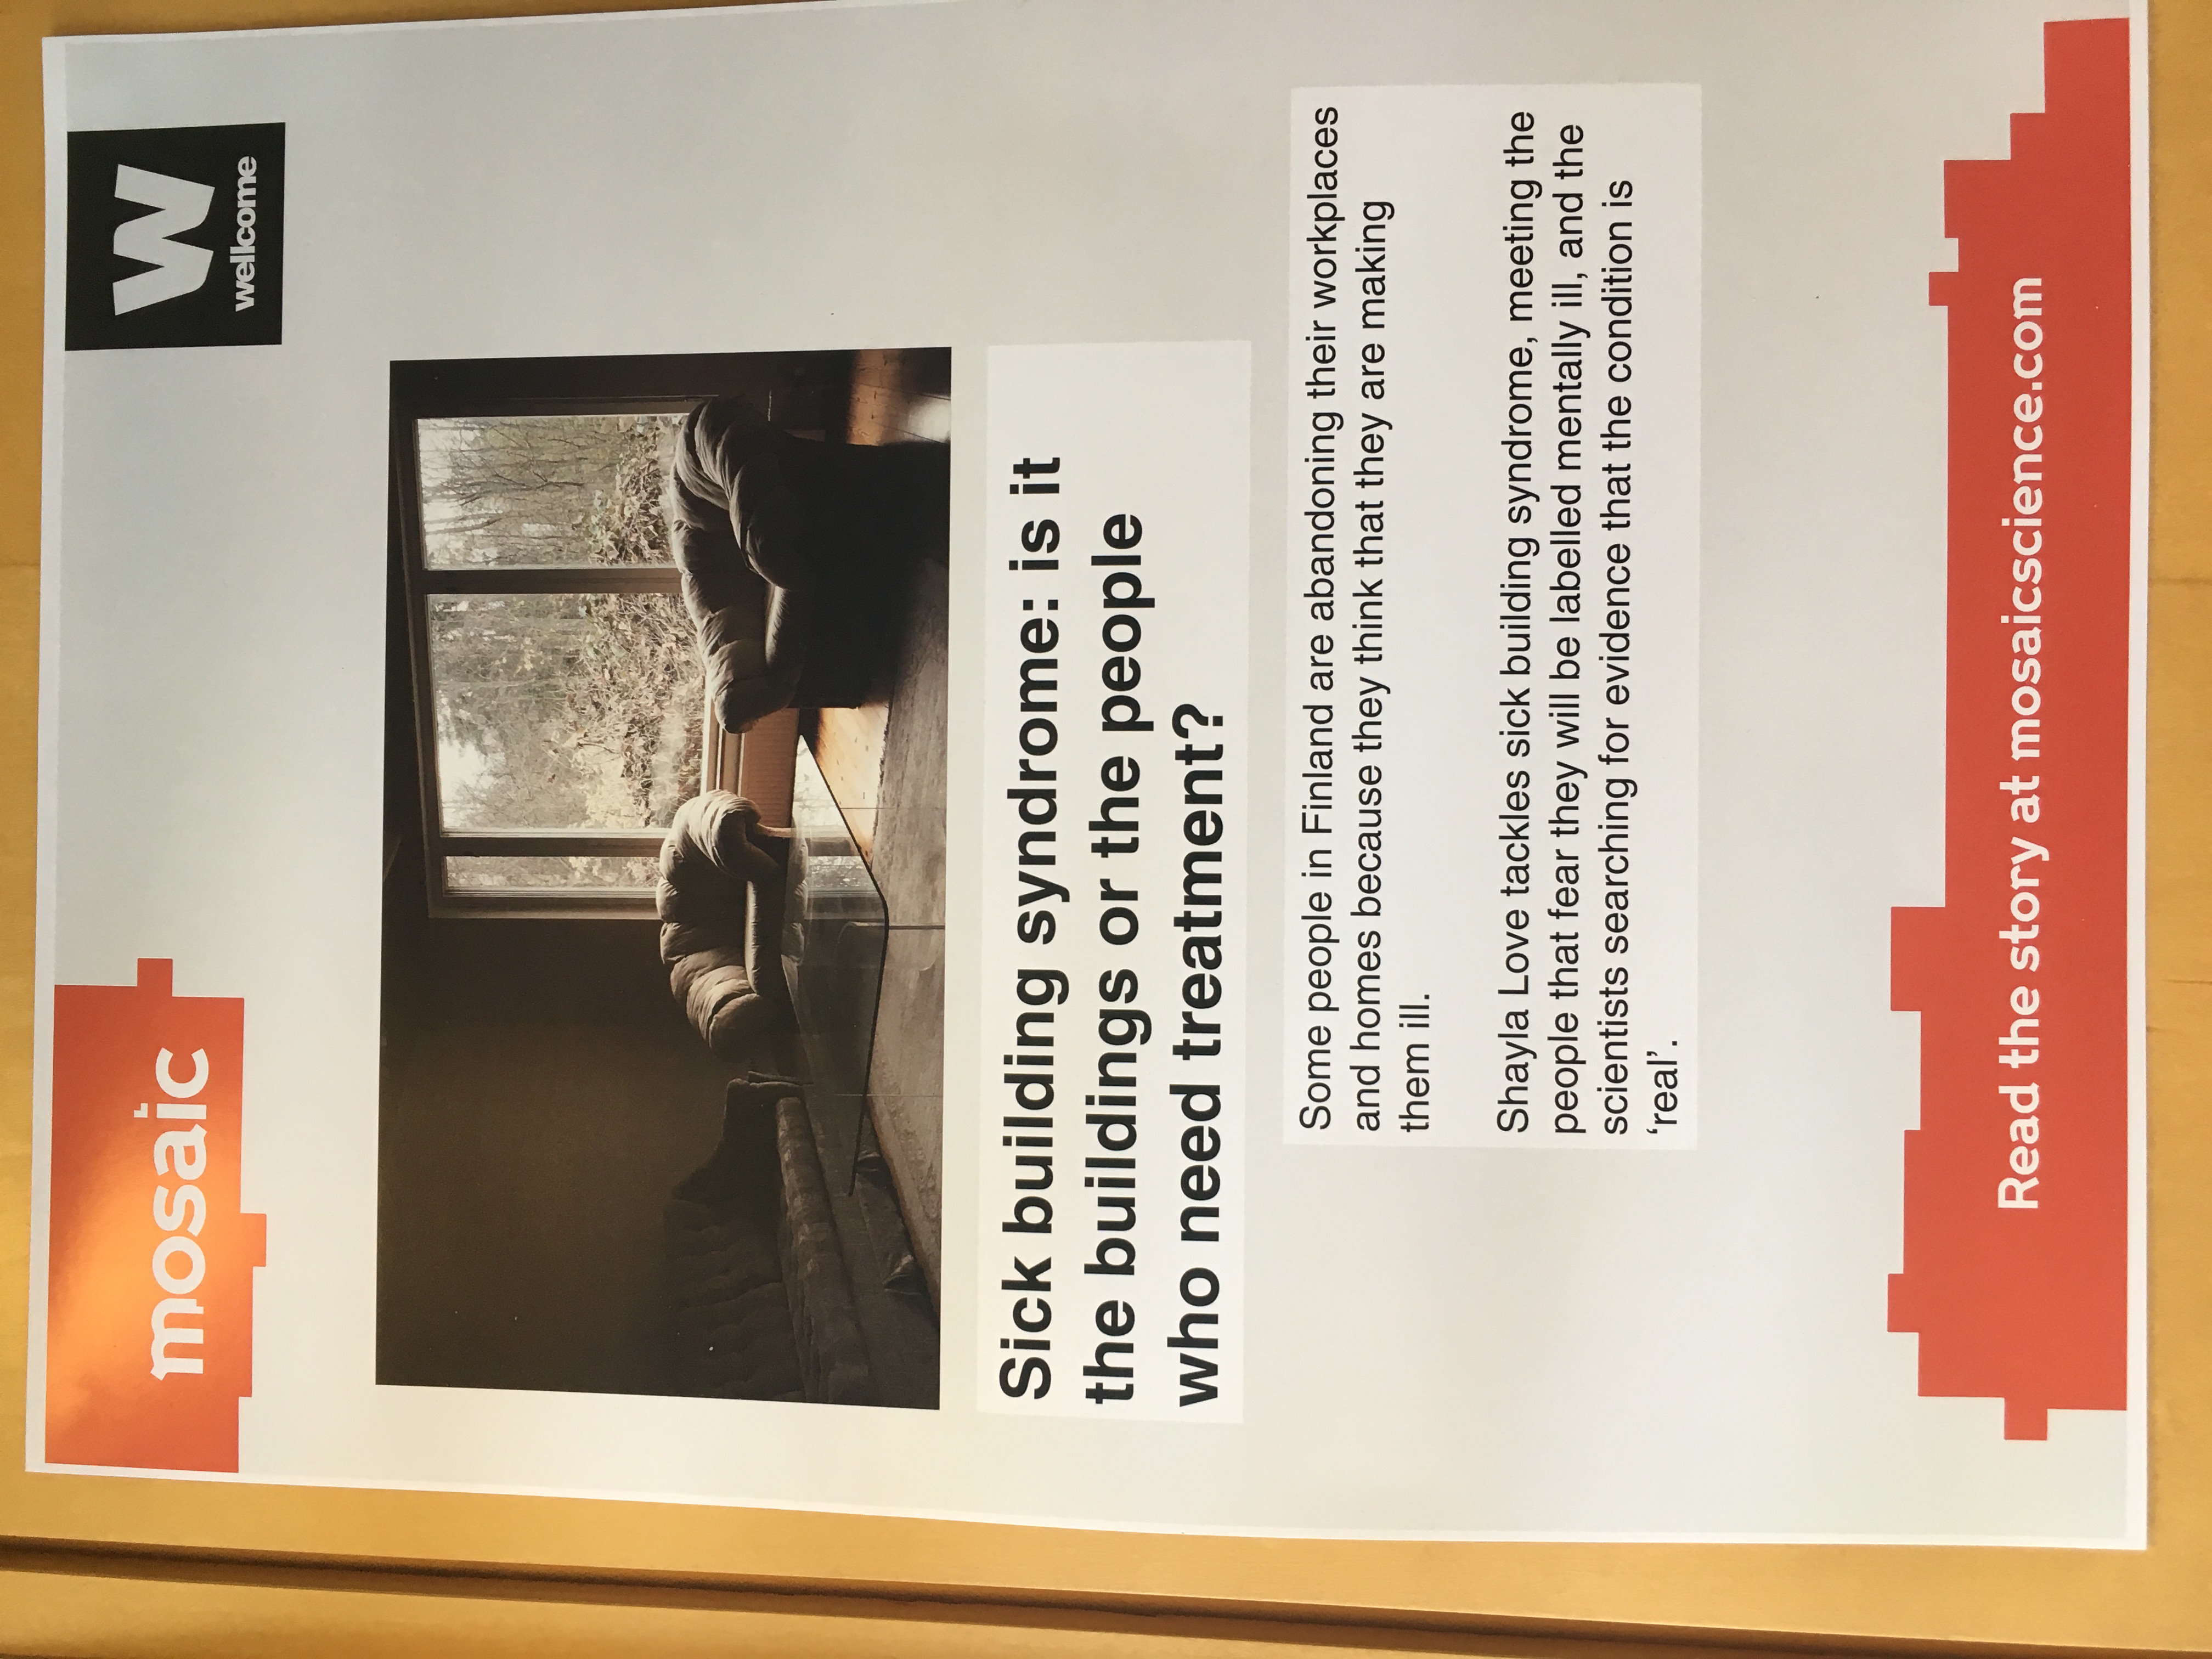 mosaic
W
wellcome
Sick building syndrome: is it
the buildings or the people
who need treatment?
Some people in Finland are abandoning their workplaces
and homes because they think that they are making
them ill.
Shayla Love tackles sick building syndrome, meeting the
people that fear they will be labelled mentally ill, and the
scientists searching for evidence that the condition is
‘real’.
Read the story at mosaicscience.com